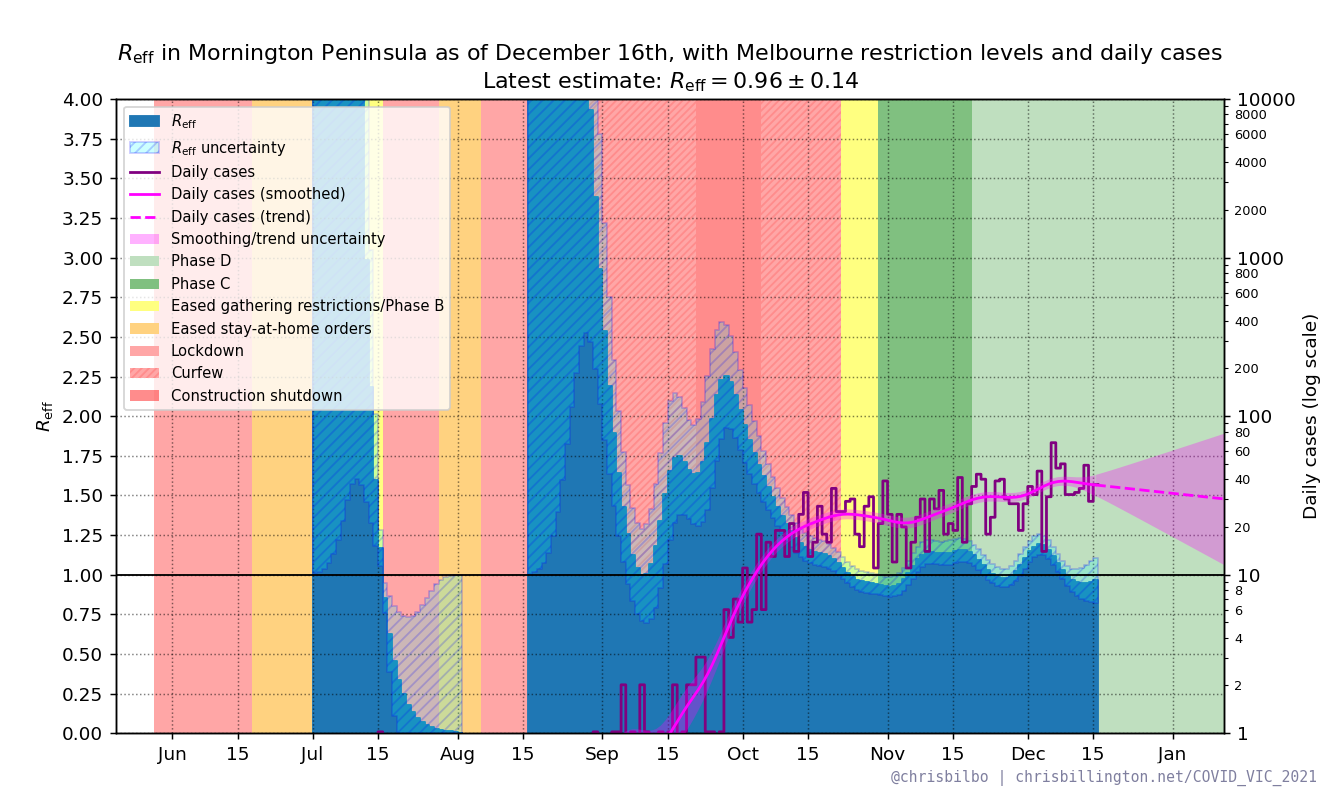 R_eff in Mornington Peninsula as of December 16th, with Melbourne restriction levels and daily cases
Latest estimate: R_eff = 0.96 ± 0.14
R_eff
R_eff uncertainty
Daily cases
Daily cases (smoothed)
Daily cases (trend)
Smoothing/trend uncertainty
Phase D
Phase C
Eased gathering restrictions/Phase B
Eased stay-at-home orders
Lockdown
Curfew
Construction shutdown
R_eff
4.00
3.75
3.50
3.25
3.00
2.75
2.50
2.25
2.00
1.75
1.50
1.25
1.00
0.75
0.50
0.25
0.00
Jun 15 Jul 15 Aug 15 Sep 15 Oct 15 Nov 15 Dec 15 Jan
10000
8000
6000
4000
2000
1000
800
600
400
200
100
80
60
40
20
10
8
6
4
2
1
Daily cases (log scale)
@chrisbilbo | chrisbillington.net/COVID_VIC_2021